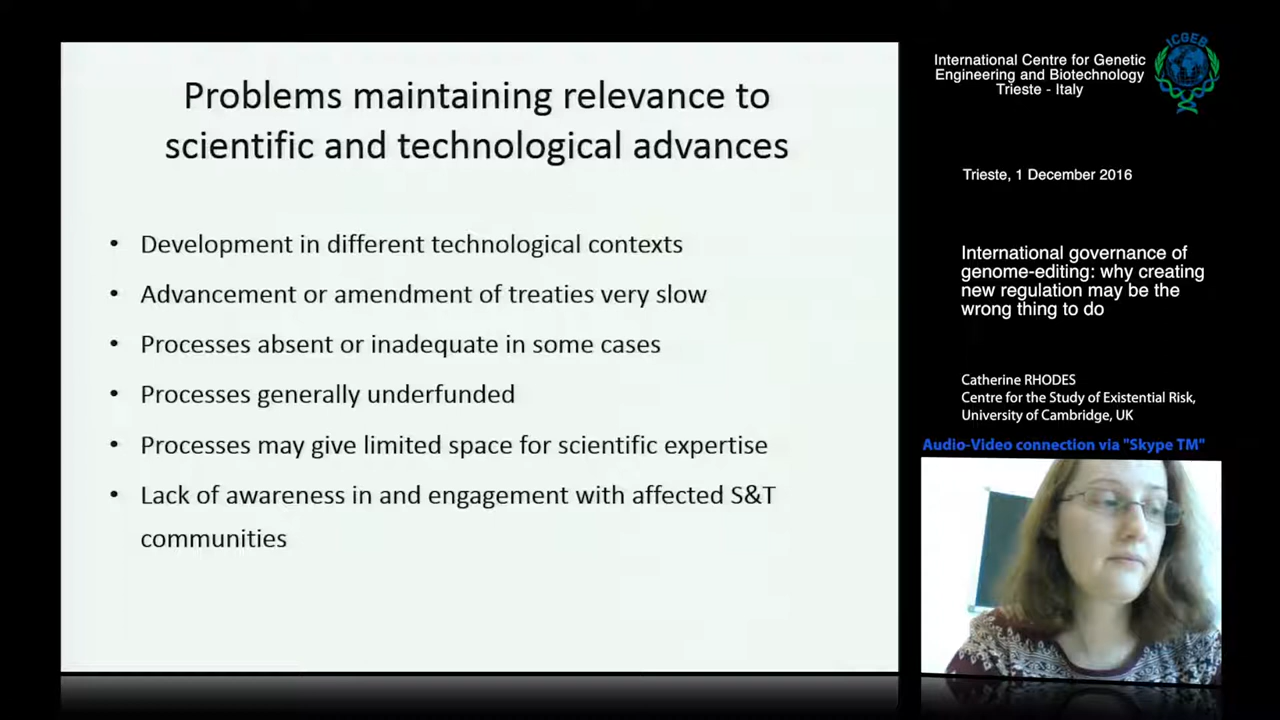 Problems maintaining relevance to
scientific and technological advances
• Development in different technological contexts
• Advancement or amendment of treaties very slow
• Processes absent or inadequate in some cases
• Processes generally underfunded
• Processes may give limited space for scientific expertise
• Lack of awareness in and engagement with affected S&T
communities
International Centre for Genetic
Engineering and Biotechnology
Trieste - Italy
ICGEB
Trieste, 1 December 2016
International governance of
genome-editing: why creating
new regulation may be the
wrong thing to do
Catherine RHODES
Centre for the Study of Existential Risk,
University of Cambridge, UK
Audio-Video connection via "Skype TM"